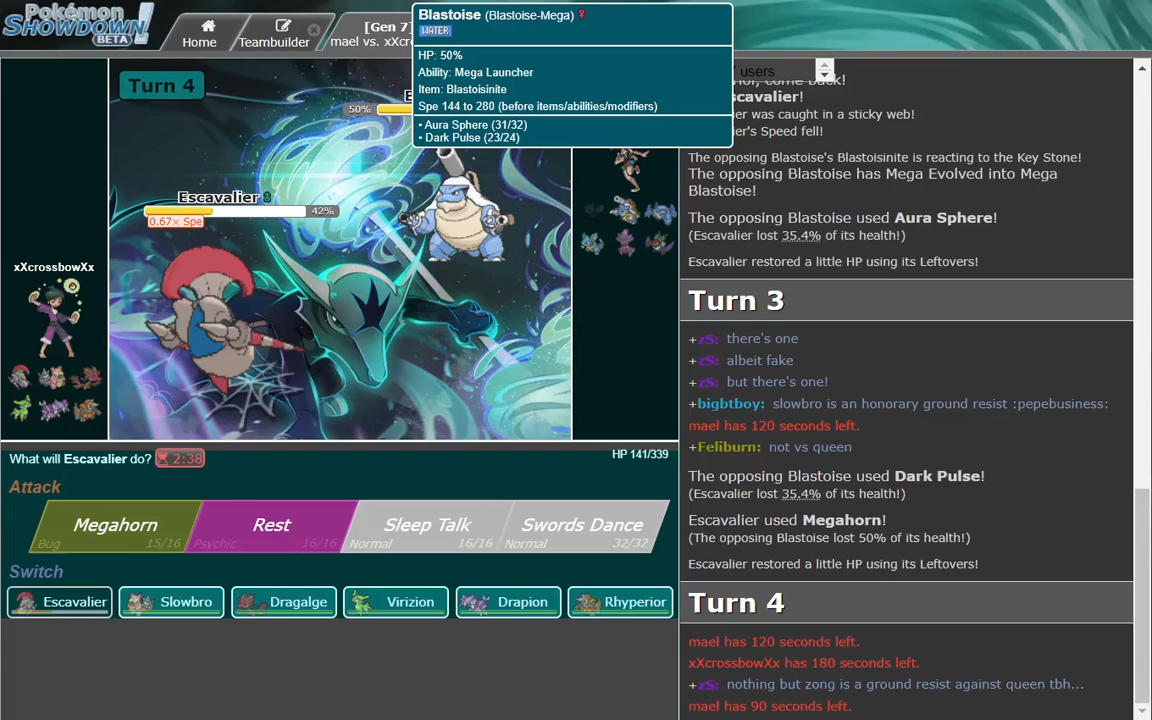 Pokémon
SHOWDOWN!
BETA
Home
Teambuilder
[Gen 7]
mael vs. xXcr
Blastoise (Blastoise-Mega) ♀
WATER
HP: 50%
Ability: Mega Launcher
Item: Blastoisinite
Spe 144 to 280 (before items/abilities/modifiers)
• Aura Sphere (31/32)
• Dark Pulse (23/24)
users
Turn 4
50%
Escavalier
42%
0.67× Spe
xXcrossbowXx
come back!
scavalier!
ier was caught in a sticky web!
er's Speed fell!
The opposing Blastoise's Blastoisinite is reacting to the Key Stone!
The opposing Blastoise has Mega Evolved into Mega
Blastoise!
The opposing Blastoise used Aura Sphere!
(Escavalier lost 35.4% of its health!)
Escavalier restored a little HP using its Leftovers!
Turn 3
+zS: there's one
+zS: albeit fake
+zS: but there's one!
+bigbtboy: slowbro is an honorary ground resist :pepebusiness:
mael has 120 seconds left.
+Feliburn: not vs queen
The opposing Blastoise used Dark Pulse!
(Escavalier lost 35.4% of its health!)
Escavalier used Megahorn!
(The opposing Blastoise lost 50% of its health!)
Escavalier restored a little HP using its Leftovers!
Turn 4
mael has 120 seconds left.
xXcrossbowXx has 180 seconds left.
+zS: nothing but zong is a ground resist against queen tbh...
mael has 90 seconds left.
What will Escavalier do? 2:38
HP 141/339
Attack
Megahorn
Bug 15/16
Rest
Psychic 16/16
Sleep Talk
Normal 16/16
Swords Dance
Normal 32/32
Switch
Escavalier
Slowbro
Dragalge
Virizion
Drapion
Rhyperior